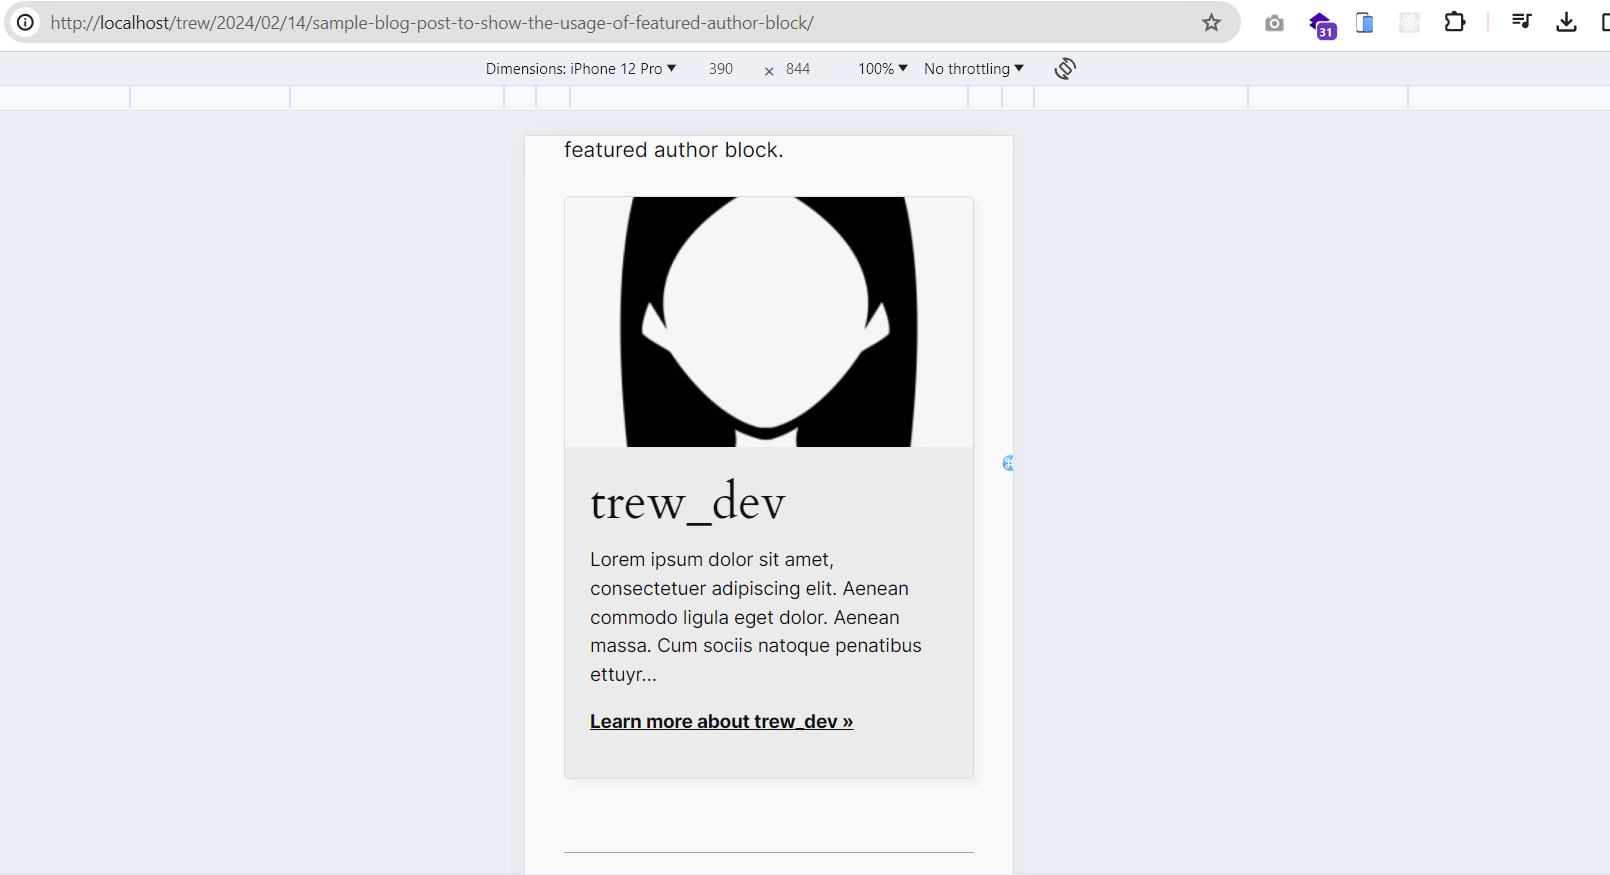 http://localhost/trew/2024/02/14/sample-blog-post-to-show-the-usage-of-featured-author-block/
31
Dimensions: iPhone 12 Pro ▼ 390 × 844 100% ▼ No throttling ▼
featured author block.
trew_dev
Lorem ipsum dolor sit amet,
consectetuer adipiscing elit. Aenean
commodo ligula eget dolor. Aenean
massa. Cum sociis natoque penatibus
ettuyr...
Learn more about trew_dev »